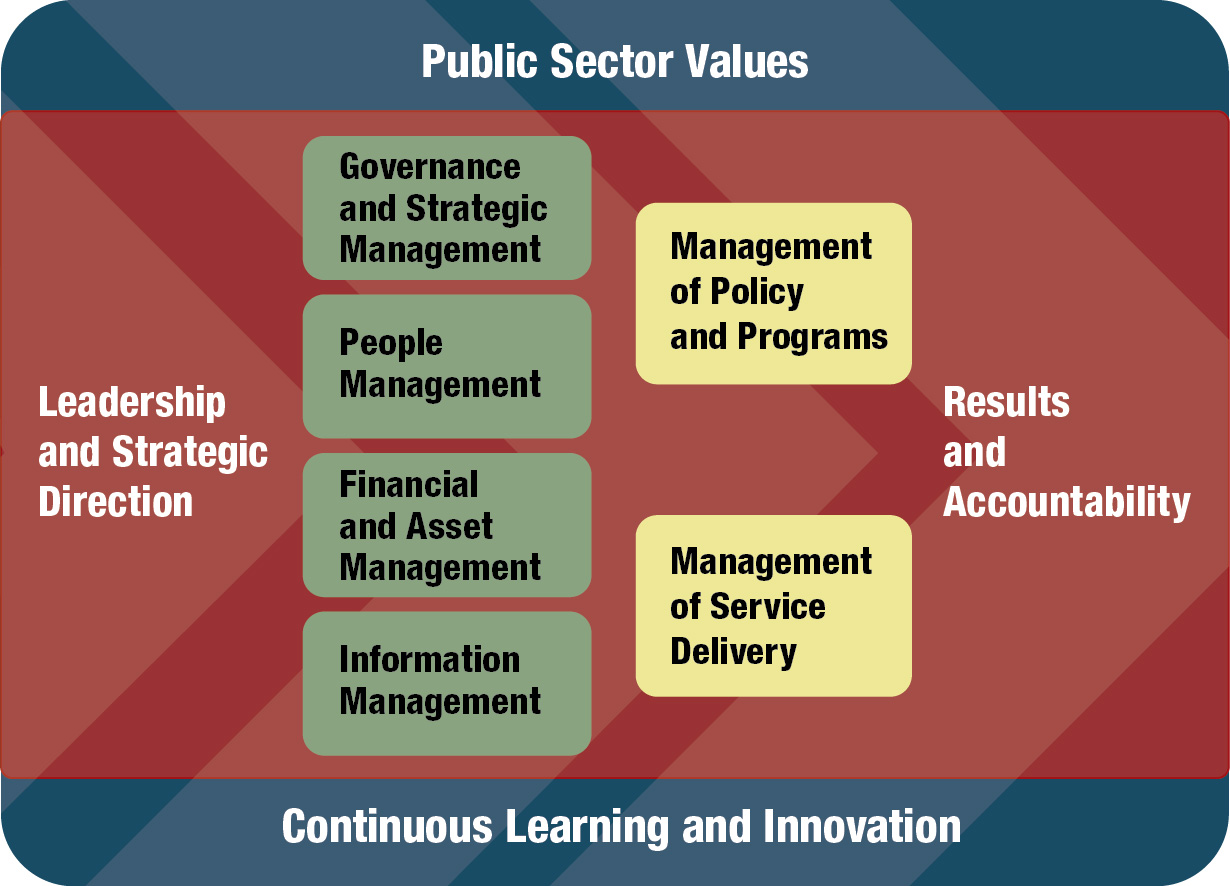 Public Sector Values
Leadership
and Strategic
Direction
Governance
and Strategic
Management
People
Management
Financial
and Asset
Management
Information
Management
Management
of Policy
and Programs
Management
of Service
Delivery
Results
and
Accountability
Continuous Learning and Innovation